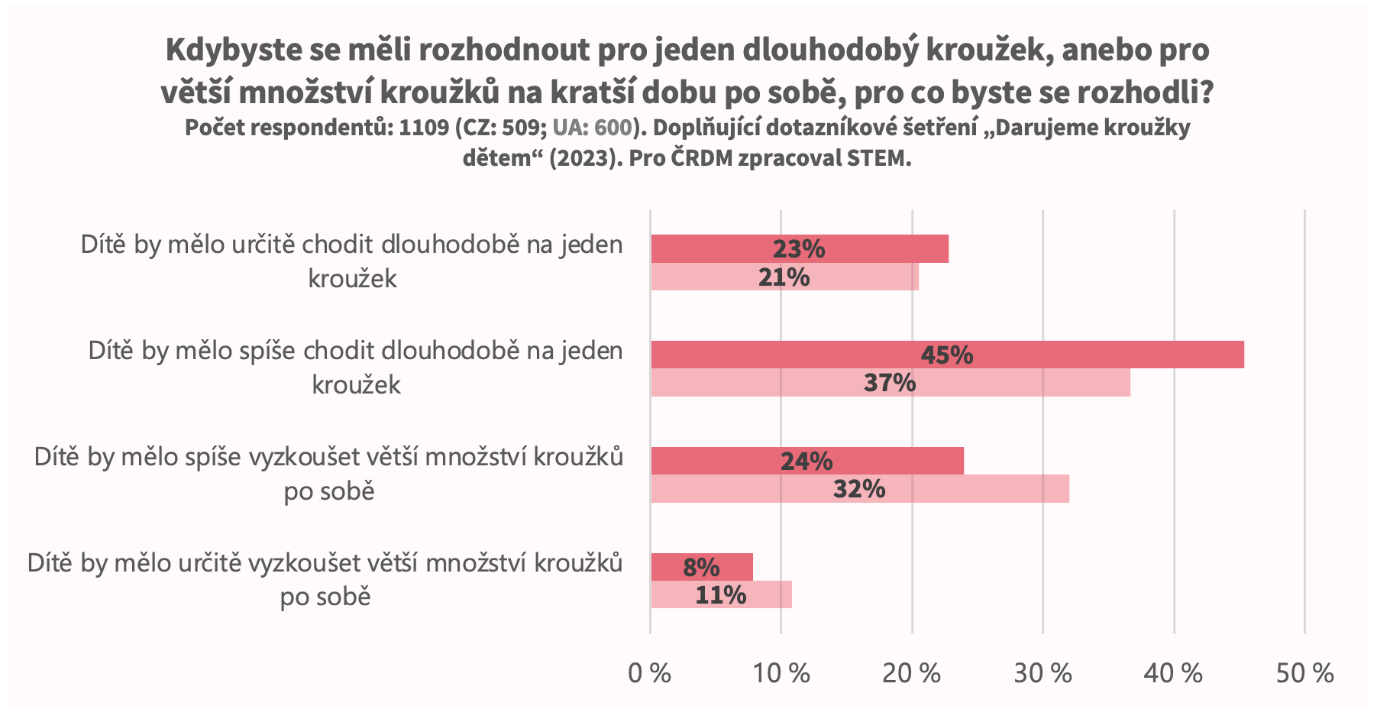 Kdybyste se měli rozhodnout pro jeden dlouhodobý kroužek, anebo pro
větší množství kroužků na kratší dobu po sobě, pro co byste se rozhodli?
Počet respondentů: 1109 (CZ: 509; UA: 600). Doplňující dotazníkové šetření „Darujeme kroužky
dětem“ (2023). Pro ČRDM zpracoval STEM.
Dítě by mělo určitě chodit dlouhodobě na jeden
kroužek
23%
21%
Dítě by mělo spíše chodit dlouhodobě na jeden
kroužek
45%
37%
Dítě by mělo spíše vyzkoušet větší množství kroužků
po sobě
24%
32%
Dítě by mělo určitě vyzkoušet větší množství kroužků
po sobě
8%
11%
0 % 10 % 20 % 30 % 40 % 50 %